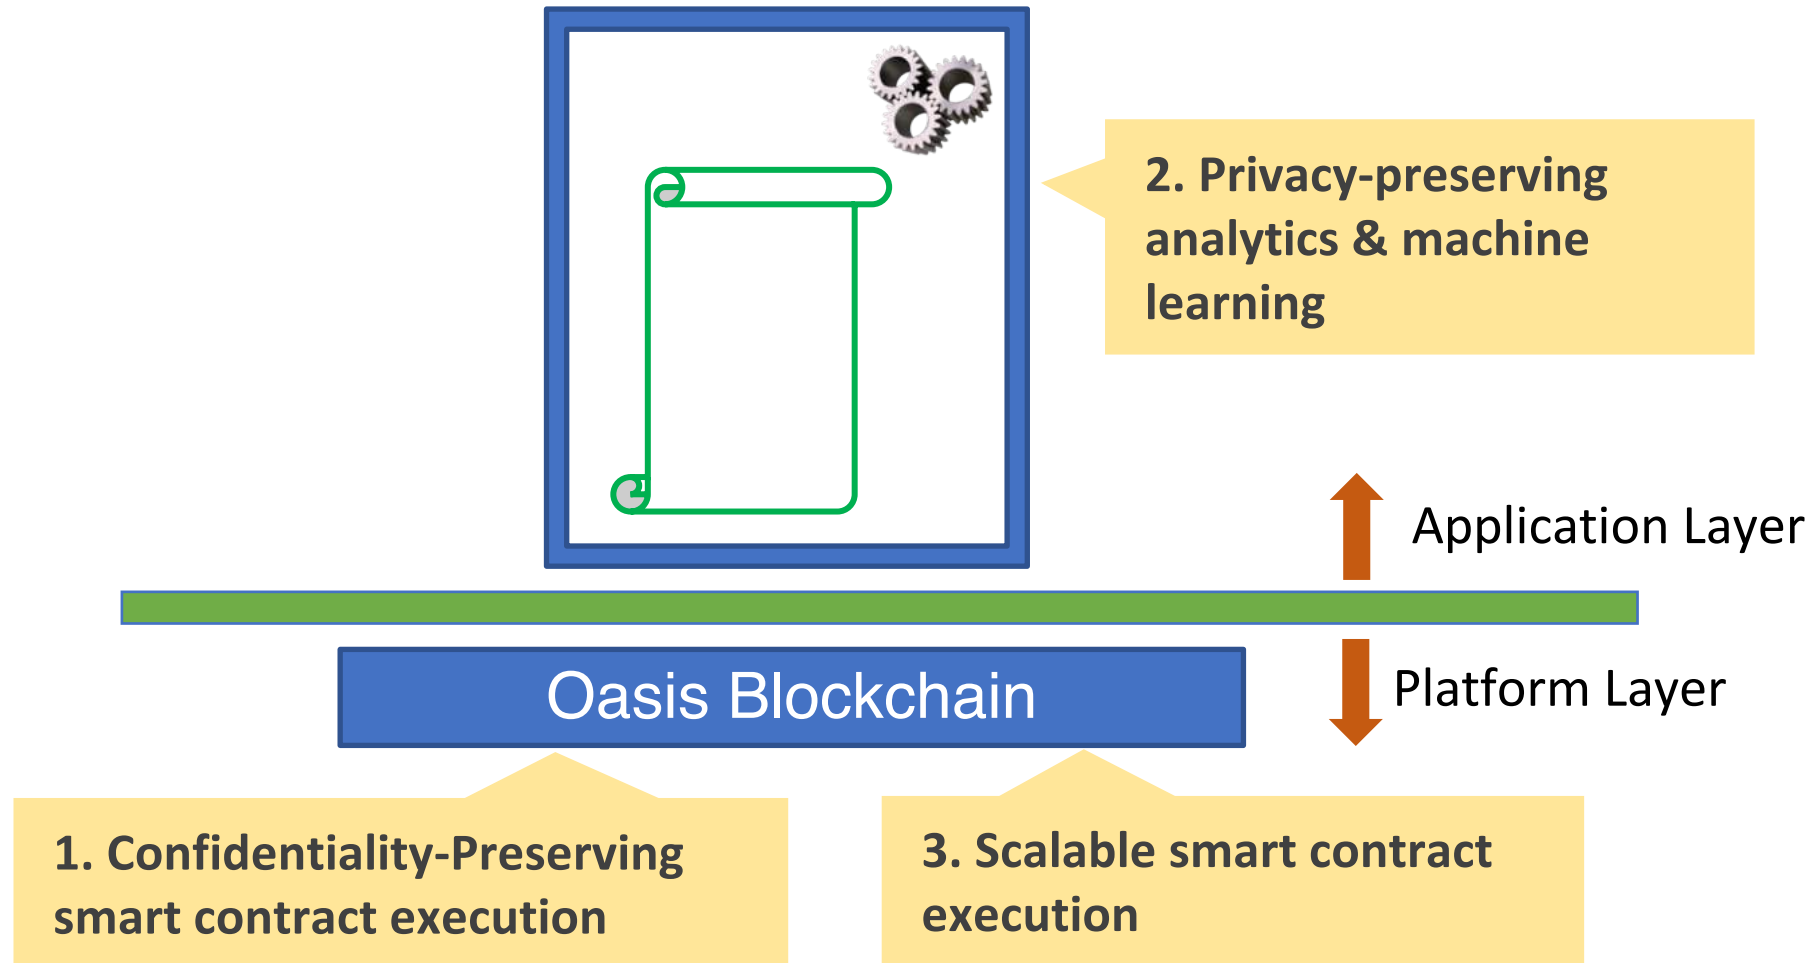 2. Privacy-preserving
analytics & machine
learning
Application Layer
Oasis Blockchain
Platform Layer
1. Confidentiality-Preserving
smart contract execution
3. Scalable smart contract
execution